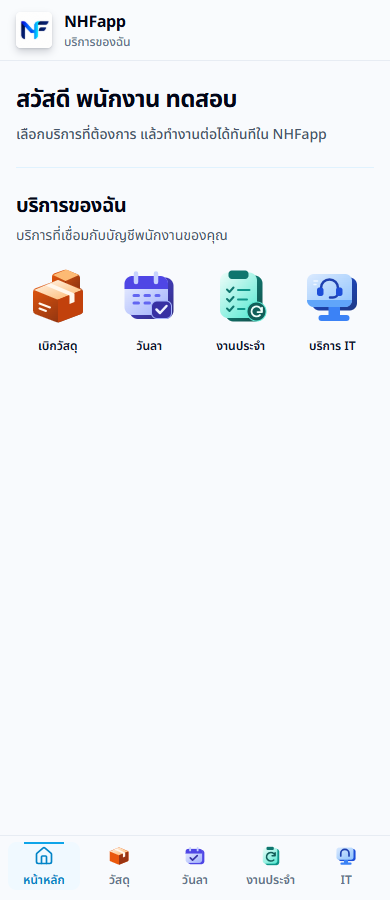 NHFapp
บริการของฉัน
สวัสดี พนักงาน ทดสอบ
เลือกบริการที่ต้องการ แล้วทำงานต่อได้ทันทีใน NHFapp
บริการของฉัน
บริการที่เชื่อมกับบัญชีพนักงานของคุณ
เบิกวัสดุ
วันลา
งานประจำ
บริการ IT
หน้าหลัก
วัสดุ
วันลา
งานประจำ
IT